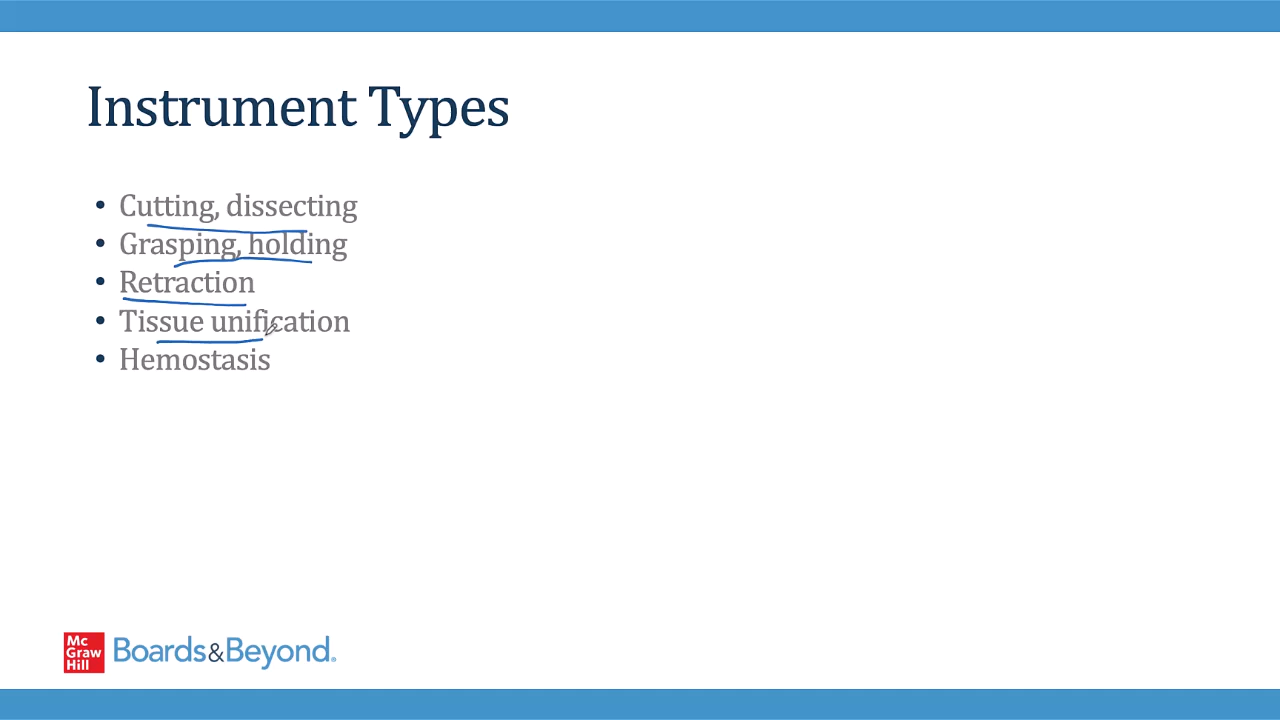 Instrument Types
• Cutting, dissecting
• Grasping, holding
• Retraction
• Tissue unification
• Hemostasis
Mc
Graw
Hill
Boards&Beyond®